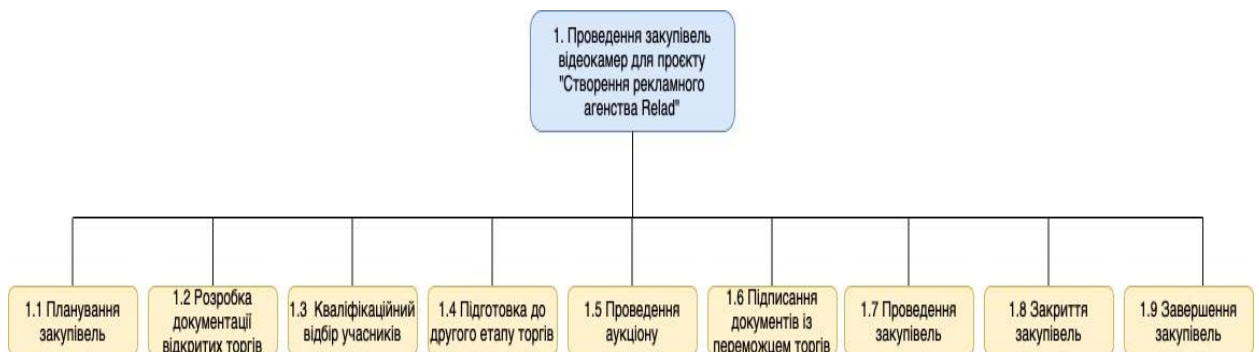 1. Проведення закупівель
відеокамер для проєкту
"Створення рекламного
агенства Relad"
1.1 Планування
закупівель
1.2 Розробка
документації
відкритих торгів
1.3 Кваліфікаційний
відбір учасників
1.4 Підготовка до
другого етапу торгів
1.5 Проведення
аукціону
1.6 Підписання
документів із
переможцем торгів
1.7 Проведення
закупівель
1.8 Закриття
закупівель
1.9 Завершення
закупівель